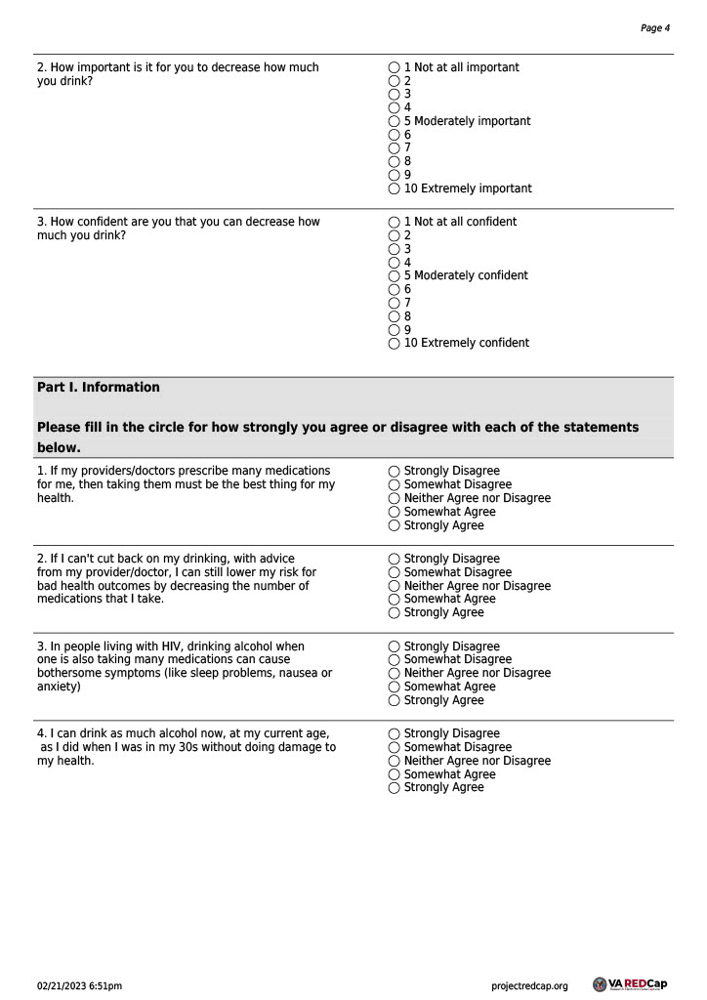 Page 4
2. How important is it for you to decrease how much
you drink?
1 Not at all important
2
3
4
5 Moderately important
6
7
8
9
10 Extremely important
3. How confident are you that you can decrease how
much you drink?
1 Not at all confident
2
3
4
5 Moderately confident
6
7
8
9
10 Extremely confident
Part I. Information
Please fill in the circle for how strongly you agree or disagree with each of the statements
below.
1. If my providers/doctors prescribe many medications
for me, then taking them must be the best thing for my
health.
Strongly Disagree
Somewhat Disagree
Neither Agree nor Disagree
Somewhat Agree
Strongly Agree
2. If I can't cut back on my drinking, with advice
from my provider/doctor, I can still lower my risk for
bad health outcomes by decreasing the number of
medications that I take.
Strongly Disagree
Somewhat Disagree
Neither Agree nor Disagree
Somewhat Agree
Strongly Agree
3. In people living with HIV, drinking alcohol when
one is also taking many medications can cause
bothersome symptoms (like sleep problems, nausea or
anxiety)
Strongly Disagree
Somewhat Disagree
Neither Agree nor Disagree
Somewhat Agree
Strongly Agree
4. I can drink as much alcohol now, at my current age,
as I did when I was in my 30s without doing damage to
my health.
Strongly Disagree
Somewhat Disagree
Neither Agree nor Disagree
Somewhat Agree
Strongly Agree
02/21/2023 6:51pm
projectredcap.org
VA REDCap